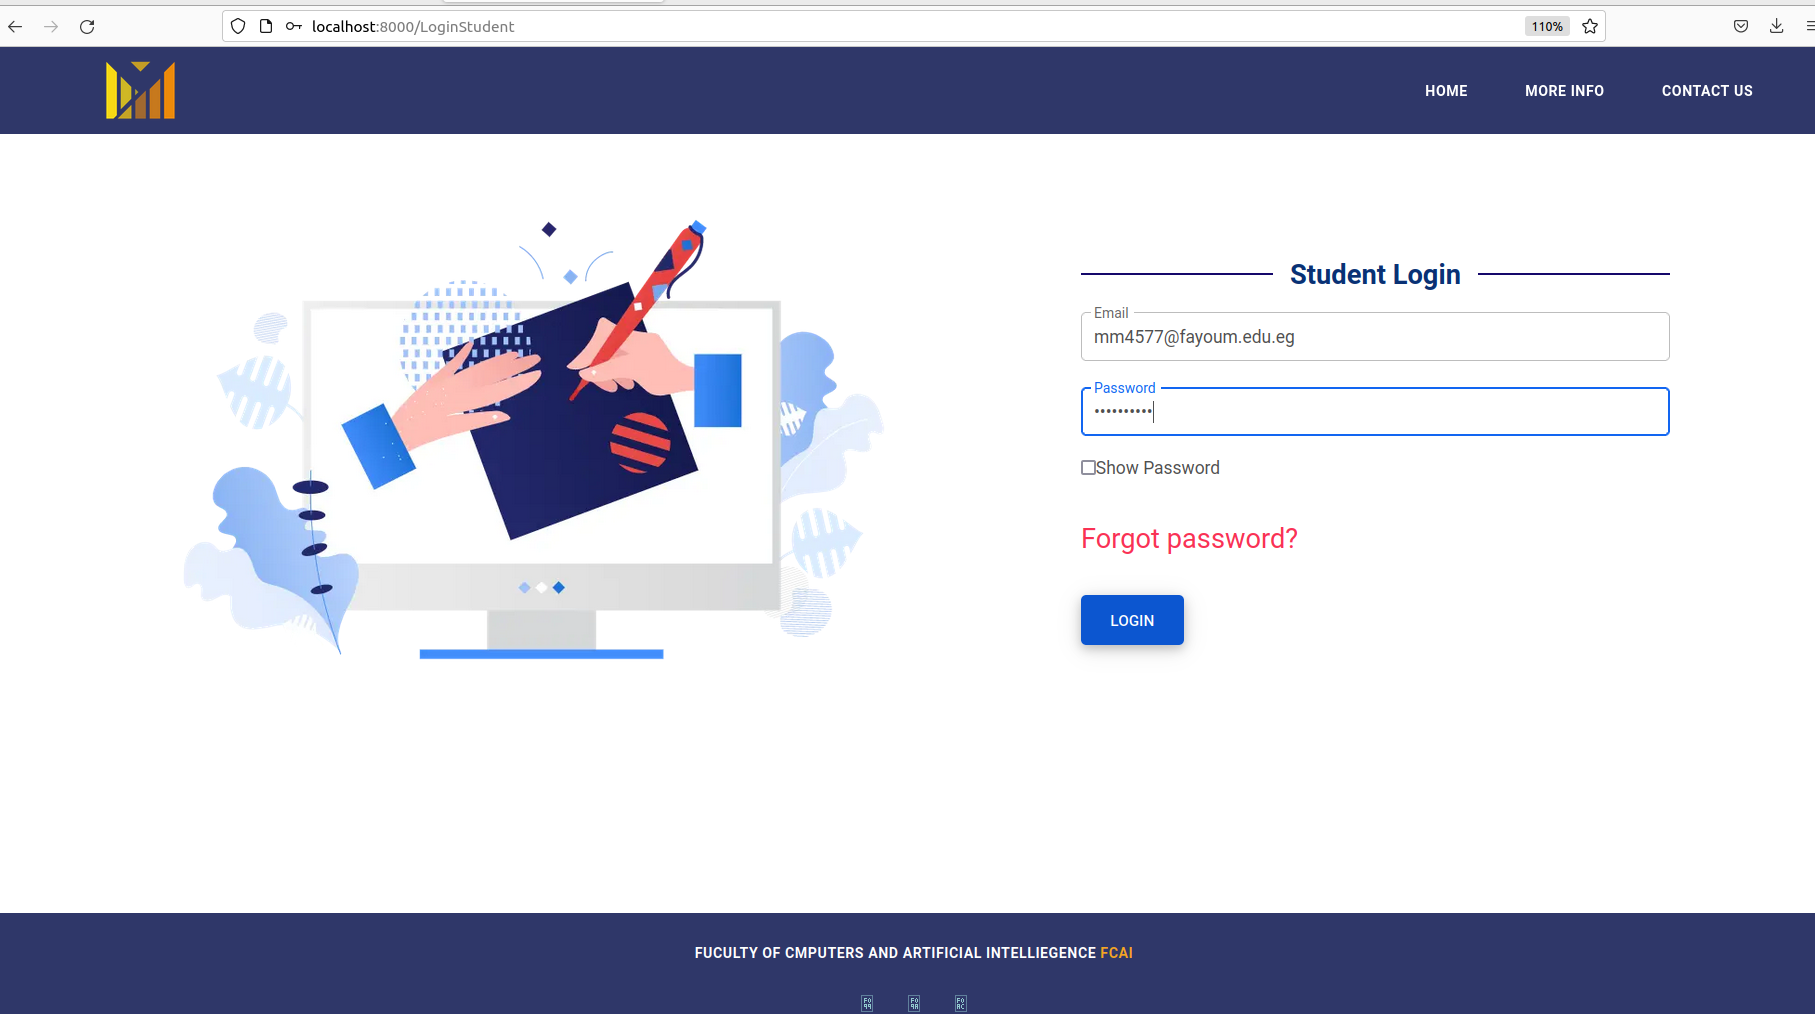 localhost:8000/LoginStudent
110%
HOME MORE INFO CONTACT US
Student Login
Email
mm4577@fayoum.edu.eg
Password
••••••••••
Show Password
Forgot password?
LOGIN
FUCULTY OF CMPUTERS AND ARTIFICIAL INTELLIEGENCE FCAI